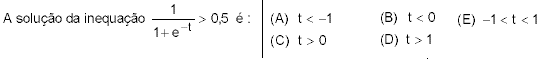 A solução da inequação 1/(1+e^-t) > 0,5 é :
(A) t < -1
(B) t < 0
(E) -1 < t < 1
(C) t > 0
(D) t > 1